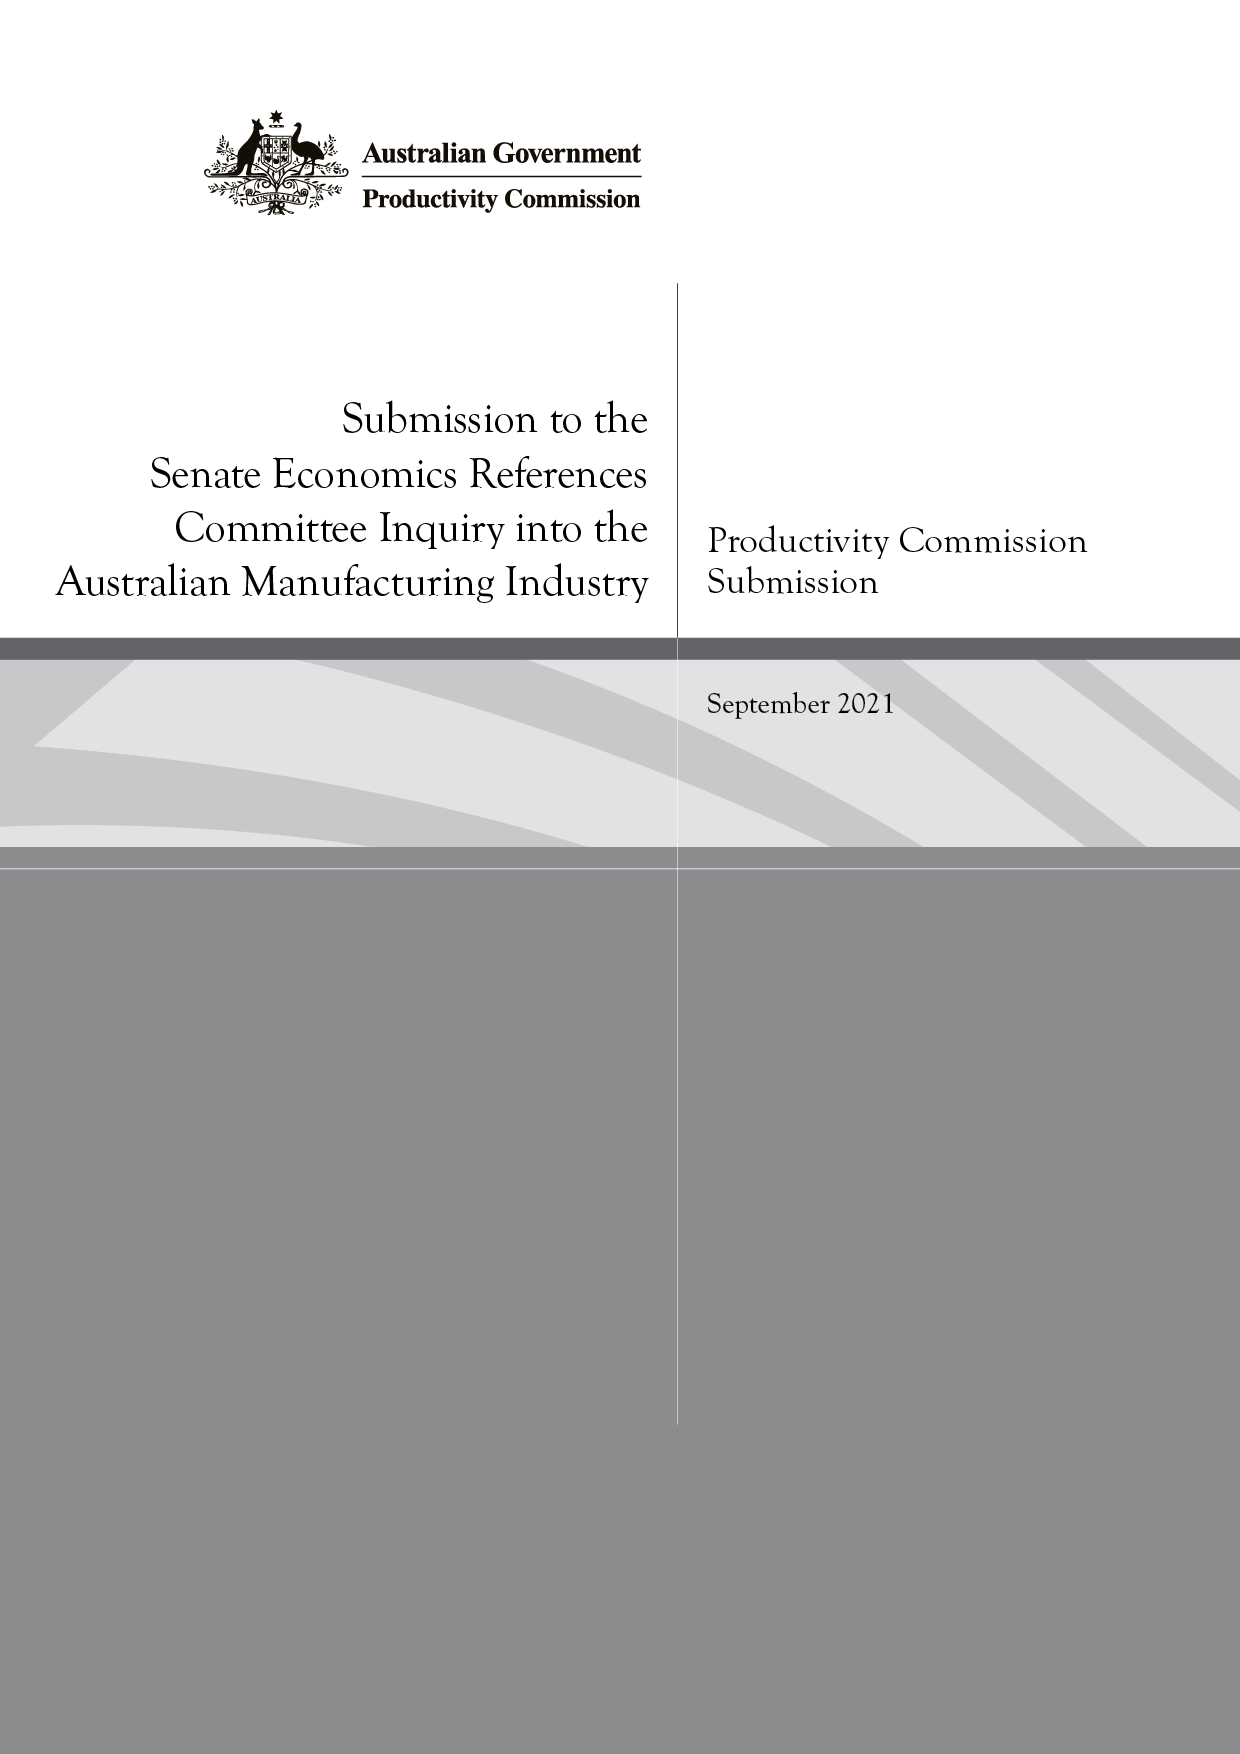 AUSTRALIA
Australian Government
Productivity Commission
Submission to the
Senate Economics References
Committee Inquiry into the
Australian Manufacturing Industry
Productivity Commission
Submission
September 2021